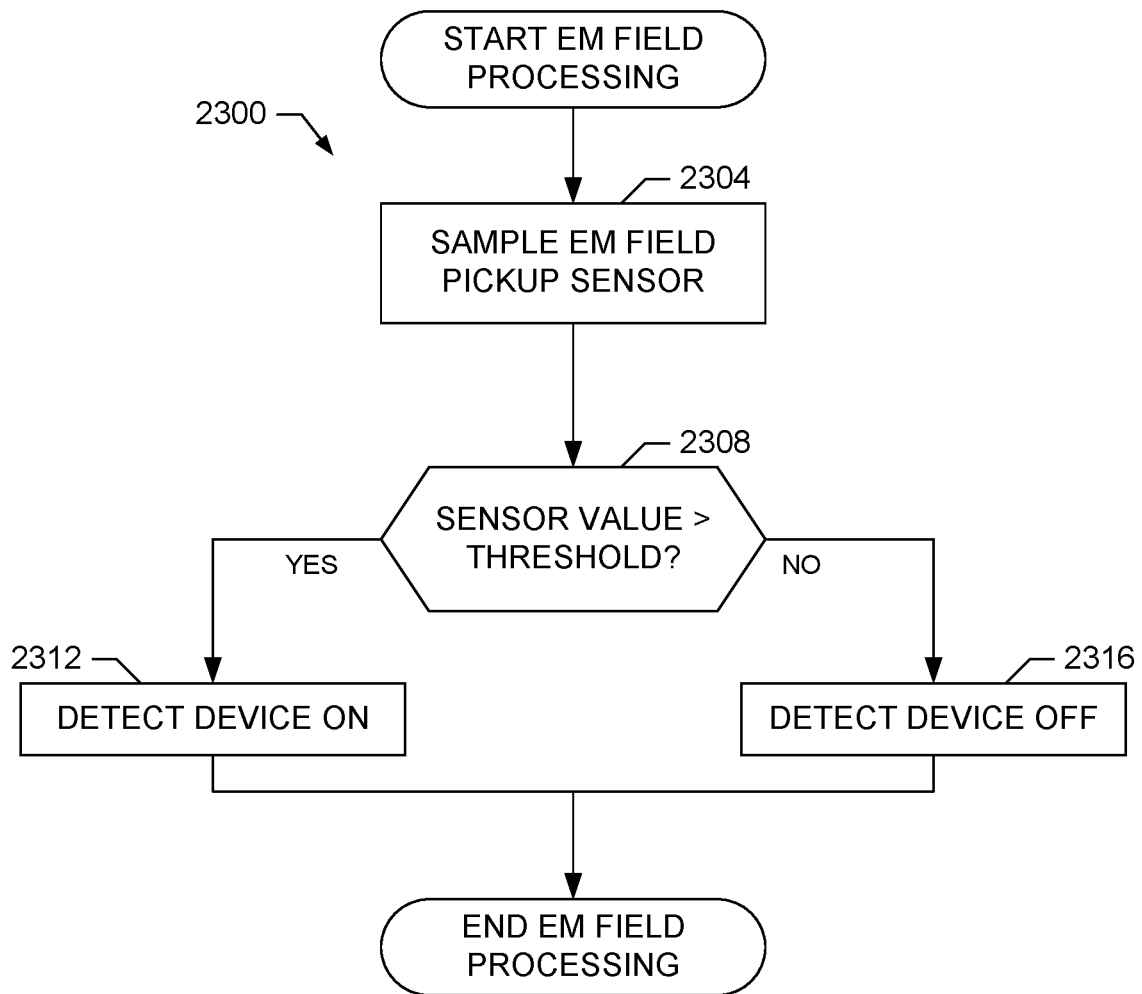 START EM FIELD
PROCESSING
2300
2304
SAMPLE EM FIELD
PICKUP SENSOR
2308
SENSOR VALUE >
THRESHOLD?
YES
NO
2312
DETECT DEVICE ON
2316
DETECT DEVICE OFF
END EM FIELD
PROCESSING